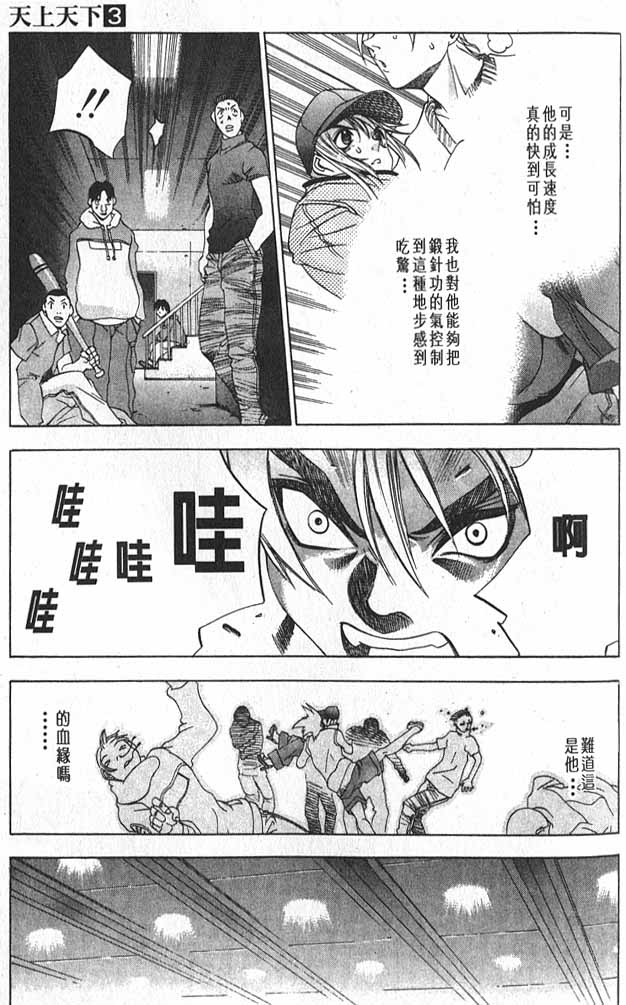 天上天下3
可是…
他的成長速度
真的快到可怕…
我也對他能夠把
鍛針功的氣控制
到這種地步感到
吃驚…
!!
啊
哇
哇
哇
哇
難道這
是他…
的血緣嗎
……